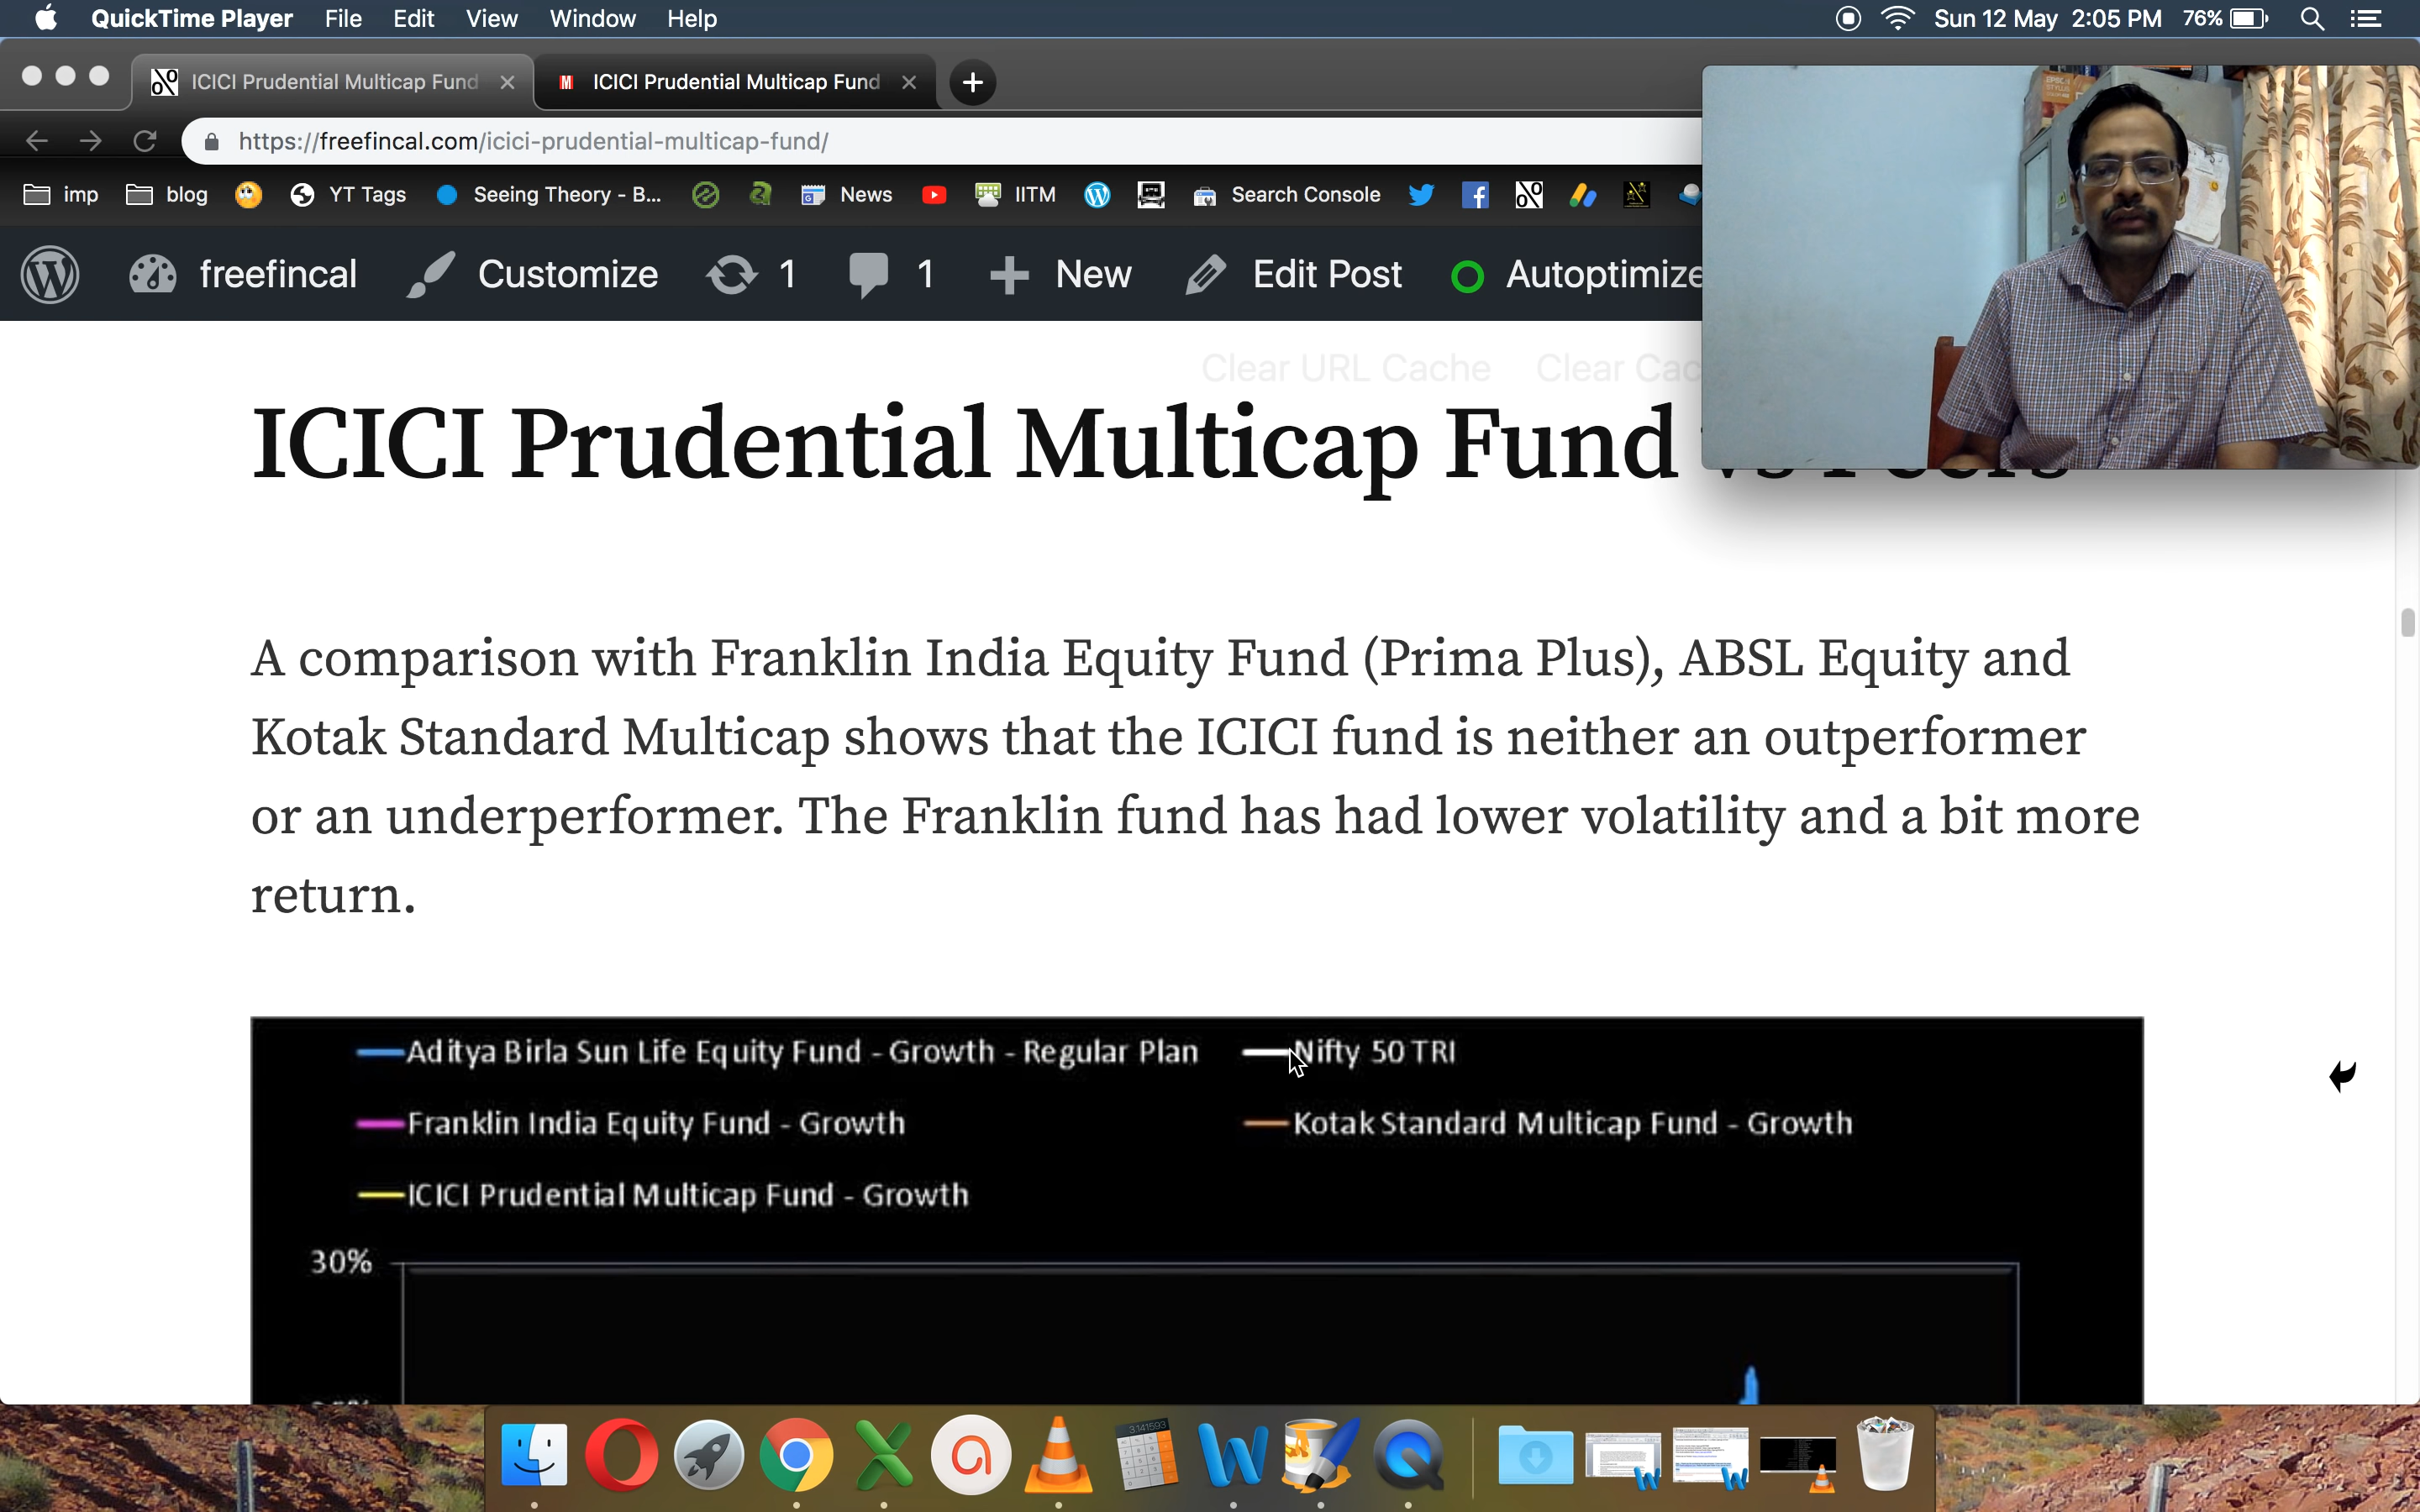 QuickTime Player File Edit View Window Help Sun 12 May 2:05 PM 76%
ICICI Prudential Multicap Fund ICICI Prudential Multicap Fund
https://freefincal.com/icici-prudential-multicap-fund/
imp blog YT Tags Seeing Theory - B... News IITM Search Console
freefincal Customize 1 1 New Edit Post Autoptimize
Clear URL Cache Clear Cac
ICICI Prudential Multicap Fund vs Peers
A comparison with Franklin India Equity Fund (Prima Plus), ABSL Equity and
Kotak Standard Multicap shows that the ICICI fund is neither an outperformer
or an underperformer. The Franklin fund has had lower volatility and a bit more
return.
Aditya Birla Sun Life Equity Fund - Growth - Regular Plan Nifty 50 TRI
Franklin India Equity Fund - Growth Kotak Standard Multicap Fund - Growth
ICICI Prudential Multicap Fund - Growth
30%